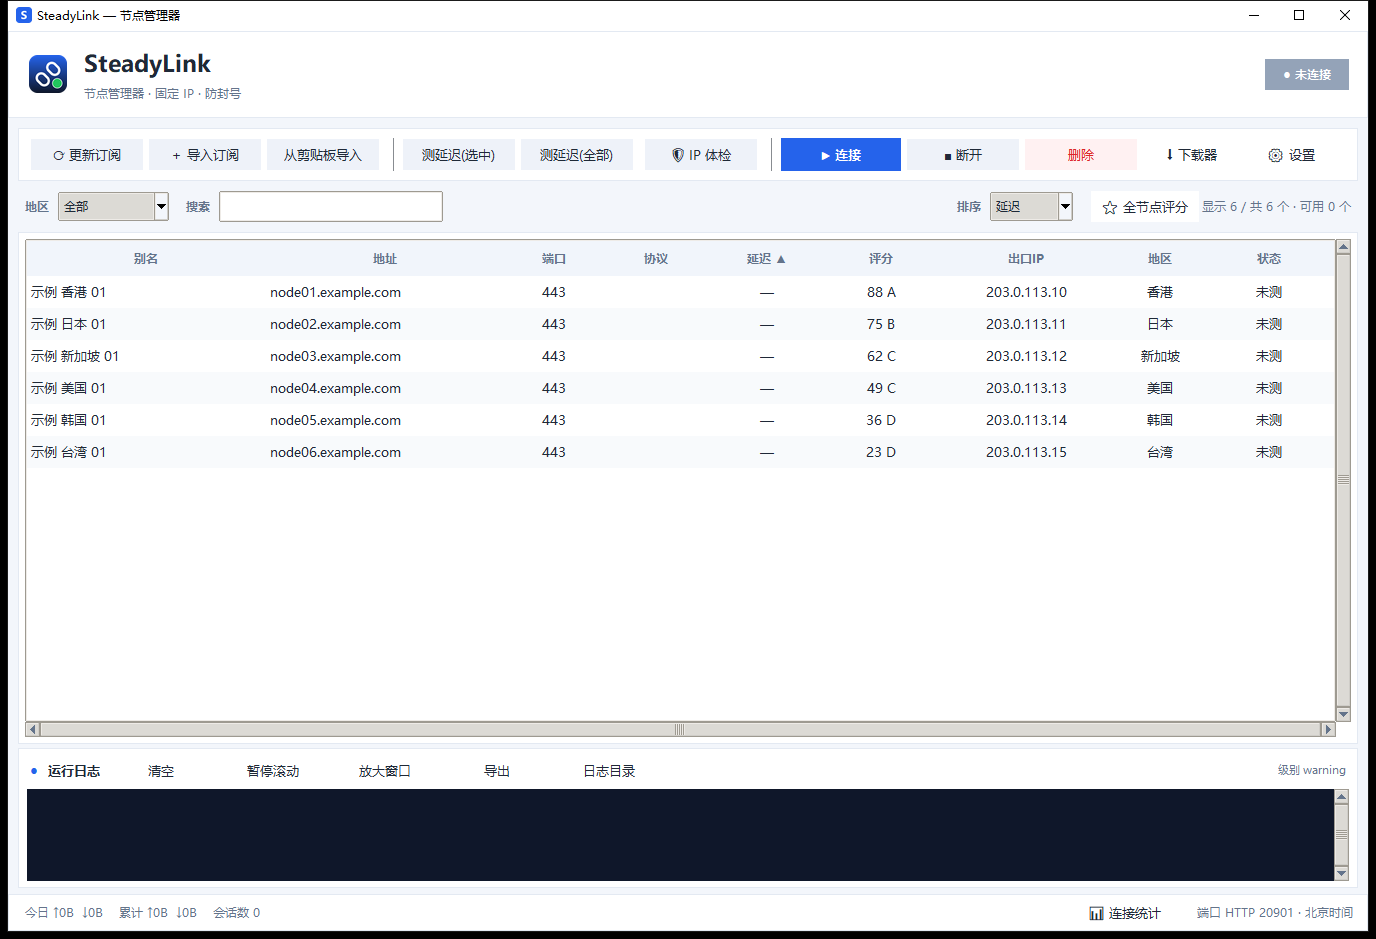 S SteadyLink — 节点管理器
SteadyLink
节点管理器 · 固定 IP · 防封号
● 未连接
⟳ 更新订阅 + 导入订阅 从剪贴板导入 测延迟(选中) 测延迟(全部) IP 体检 ▶ 连接 ■ 断开 删除 ⬇ 下载器 设置
地区 全部 搜索 排序 延迟 ☆ 全节点评分 显示 6 / 共 6 个 · 可用 0 个
别名 地址 端口 协议 延迟 ▲ 评分 出口IP 地区 状态
示例 香港 01 node01.example.com 443 — 88 A 203.0.113.10 香港 未测
示例 日本 01 node02.example.com 443 — 75 B 203.0.113.11 日本 未测
示例 新加坡 01 node03.example.com 443 — 62 C 203.0.113.12 新加坡 未测
示例 美国 01 node04.example.com 443 — 49 C 203.0.113.13 美国 未测
示例 韩国 01 node05.example.com 443 — 36 D 203.0.113.14 韩国 未测
示例 台湾 01 node06.example.com 443 — 23 D 203.0.113.15 台湾 未测
● 运行日志 清空 暂停滚动 放大窗口 导出 日志目录 级别 warning
今日 ↑0B ↓0B 累计 ↑0B ↓0B 会话数 0 连接统计 端口 HTTP 20901 · 北京时间